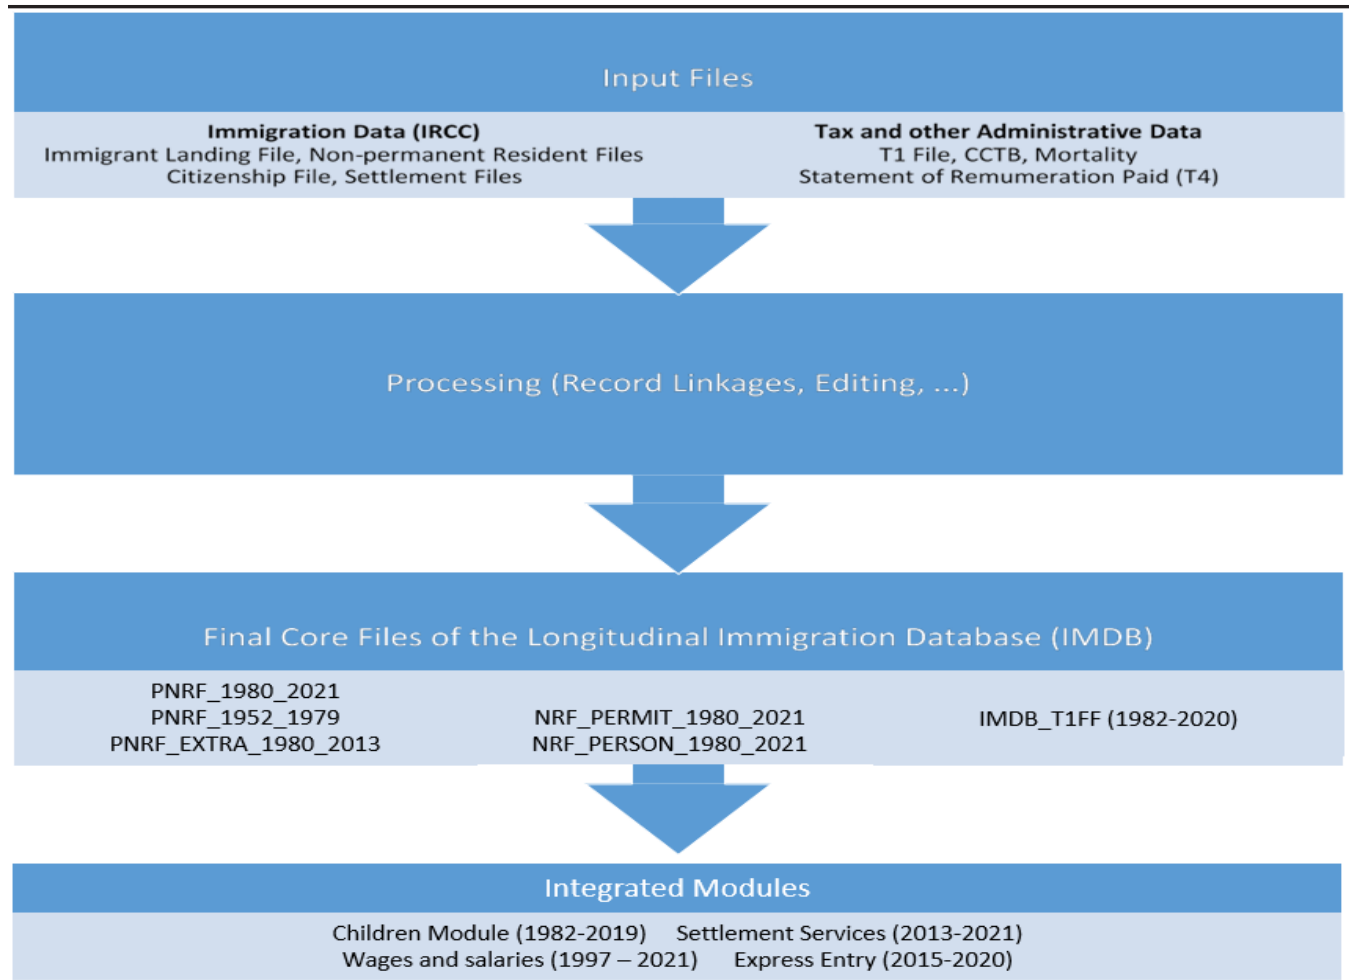 Input Files
Immigration Data (IRCC)
Immigrant Landing File, Non-permanent Resident Files
Citizenship File, Settlement Files
Tax and other Administrative Data
T1 File, CCTB, Mortality
Statement of Remuneration Paid (T4)
Processing (Record Linkages, Editing, ...)
Final Core Files of the Longitudinal Immigration Database (IMDB)
PNRF_1980_2021
PNRF_1952_1979
PNRF_EXTRA_1980_2013
NRF_PERMIT_1980_2021
NRF_PERSON_1980_2021
IMDB_T1FF (1982-2020)
Integrated Modules
Children Module (1982-2019) Settlement Services (2013-2021)
Wages and salaries (1997 – 2021) Express Entry (2015-2020)